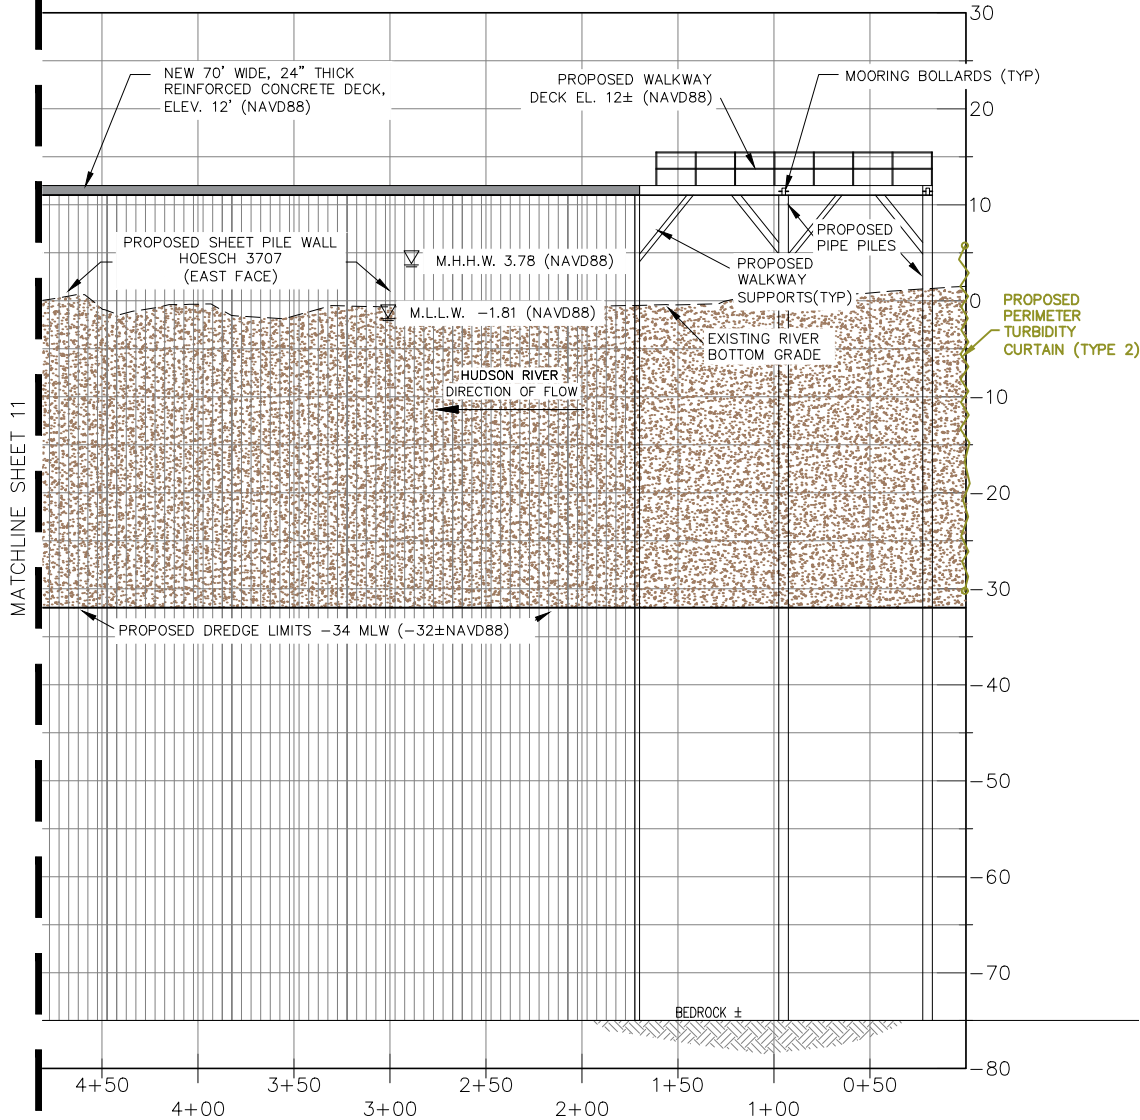 30
NEW 70' WIDE, 24" THICK
REINFORCED CONCRETE DECK,
ELEV. 12' (NAVD88)
PROPOSED WALKWAY
DECK EL. 12± (NAVD88)
MOORING BOLLARDS (TYP)
20
10
PROPOSED SHEET PILE WALL
HOESCH 3707
(EAST FACE)
M.H.H.W. 3.78 (NAVD88)
PROPOSED
PIPE PILES
PROPOSED
WALKWAY
SUPPORTS(TYP)
0
M.L.L.W. -1.81 (NAVD88)
EXISTING RIVER
BOTTOM GRADE
PROPOSED
PERIMETER
TURBIDITY
CURTAIN (TYPE 2)
HUDSON RIVER
DIRECTION OF FLOW
-10
MATCHLINE SHEET 11
-20
-30
PROPOSED DREDGE LIMITS -34 MLW (-32±NAVD88)
-40
-50
-60
-70
BEDROCK ±
-80
4+50
4+00
3+50
3+00
2+50
2+00
1+50
1+00
0+50